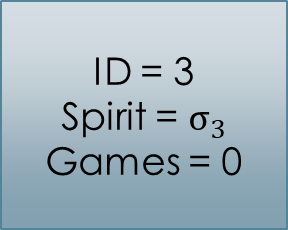 ID = 3
Spirit = σ₃
Games = 0